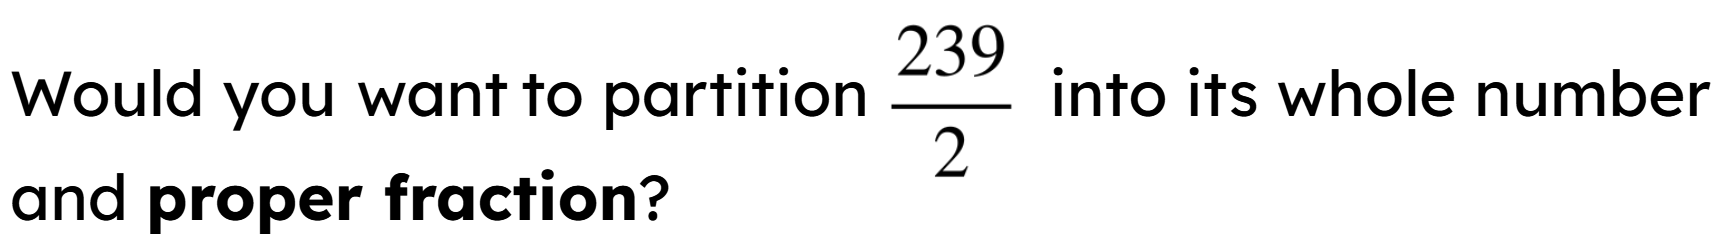 Would you want to partition 239/2 into its whole number
and proper fraction?